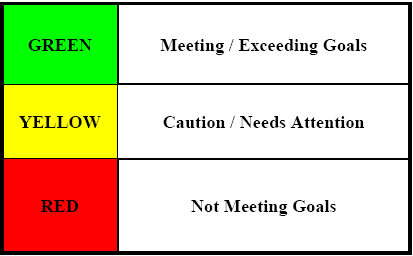 GREEN Meeting / Exceeding Goals
YELLOW Caution / Needs Attention
RED Not Meeting Goals